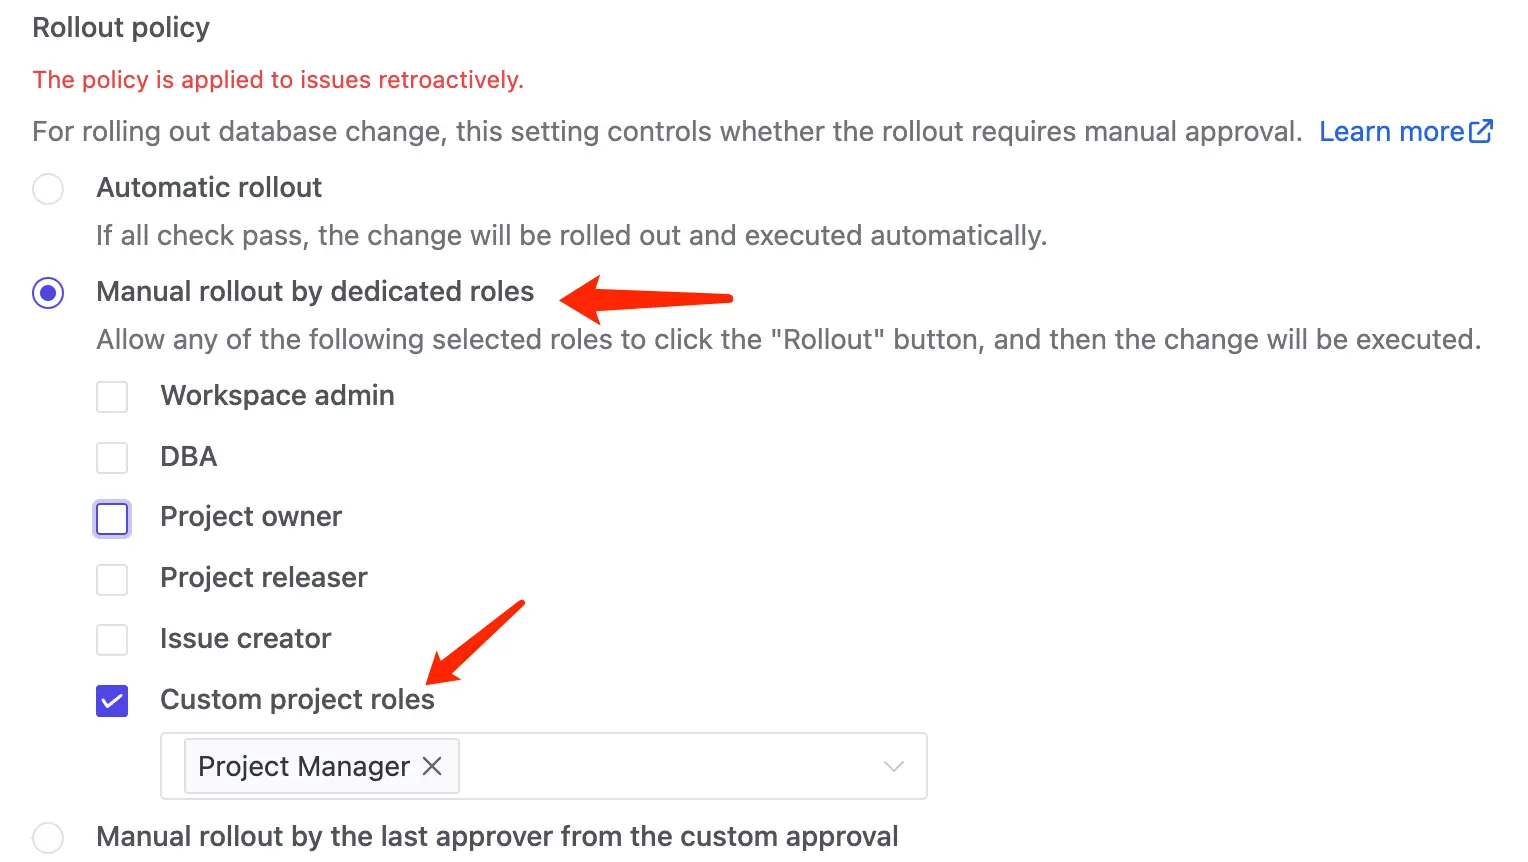 Rollout policy
The policy is applied to issues retroactively.
For rolling out database change, this setting controls whether the rollout requires manual approval. Learn more
Automatic rollout
If all check pass, the change will be rolled out and executed automatically.
Manual rollout by dedicated roles
Allow any of the following selected roles to click the "Rollout" button, and then the change will be executed.
Workspace admin
DBA
Project owner
Project releaser
Issue creator
Custom project roles
Project Manager
Manual rollout by the last approver from the custom approval